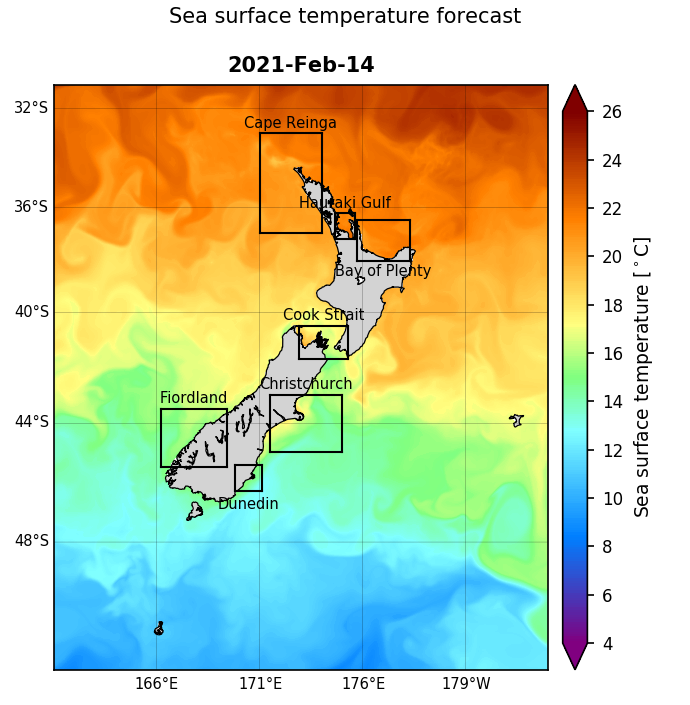 Sea surface temperature forecast
2021-Feb-14
32°S
36°S
40°S
44°S
48°S
166°E
171°E
176°E
179°W
Cape Reinga
Hauraki Gulf
Bay of Plenty
Cook Strait
Christchurch
Fiordland
Dunedin
26
24
22
20
18
16
14
12
10
8
6
4
Sea surface temperature [°C]